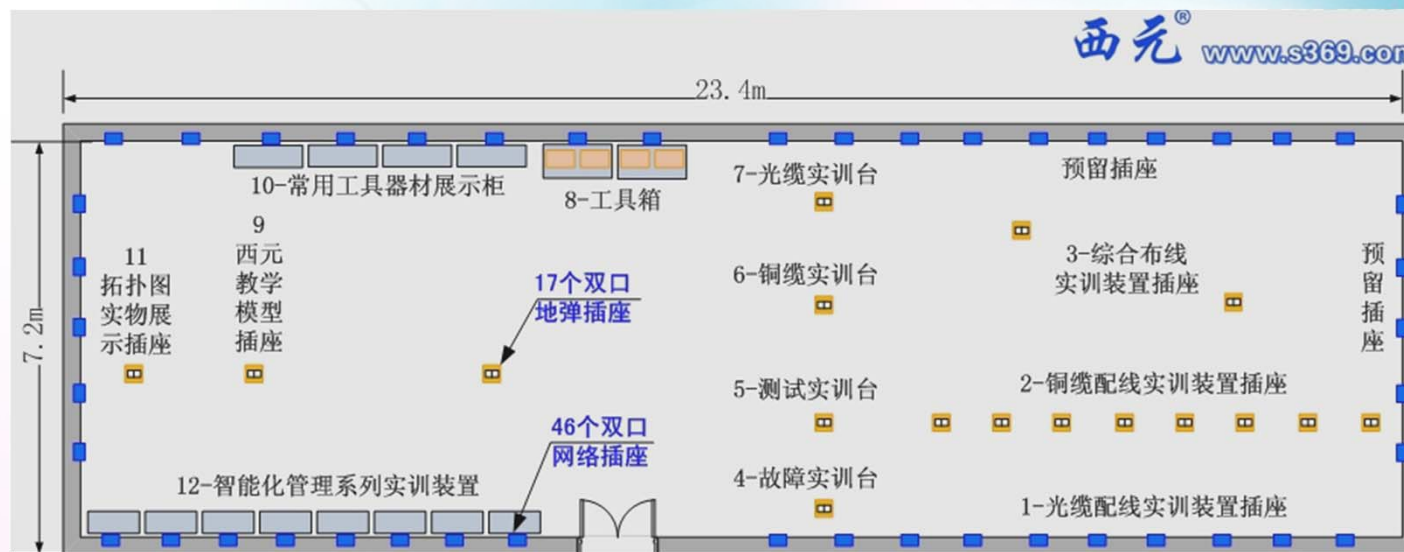 西元®
www.s369.com
23.4m
7.2m
10-常用工具器材展示柜
8-工具箱
7-光缆实训台
预留插座
11
拓扑图
实物展
示插座
9
西元
教学
模型
插座
17个双口
地弹插座
6-铜缆实训台
3-综合布线
实训装置插座
预
留
插
座
5-测试实训台
2-铜缆配线实训装置插座
46个双口
网络插座
12-智能化管理系列实训装置
4-故障实训台
1-光缆配线实训装置插座